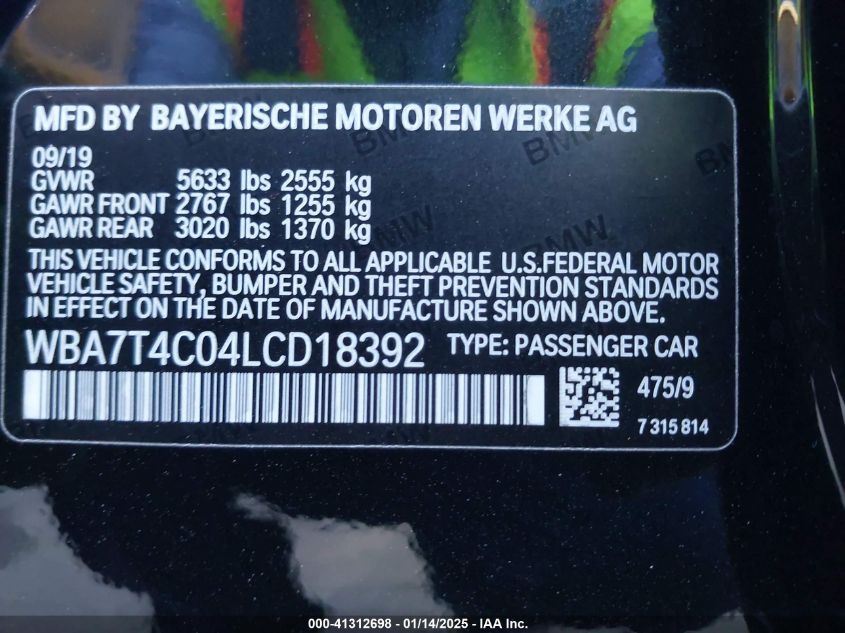 MFD BY BAYERISCHE MOTOREN WERKE AG
09/19
GVWR 5633 lbs 2555 kg
GAWR FRONT 2767 lbs 1255 kg
GAWR REAR 3020 lbs 1370 kg
THIS VEHICLE CONFORMS TO ALL APPLICABLE U.S.FEDERAL MOTOR
VEHICLE SAFETY, BUMPER AND THEFT PREVENTION STANDARDS
IN EFFECT ON THE DATE OF MANUFACTURE SHOWN ABOVE.
WBA7T4C04LCD18392 TYPE: PASSENGER CAR
475/9
7 315 814
BMW
BMW
BMW
000-41312698 - 01/14/2025 - IAA Inc.